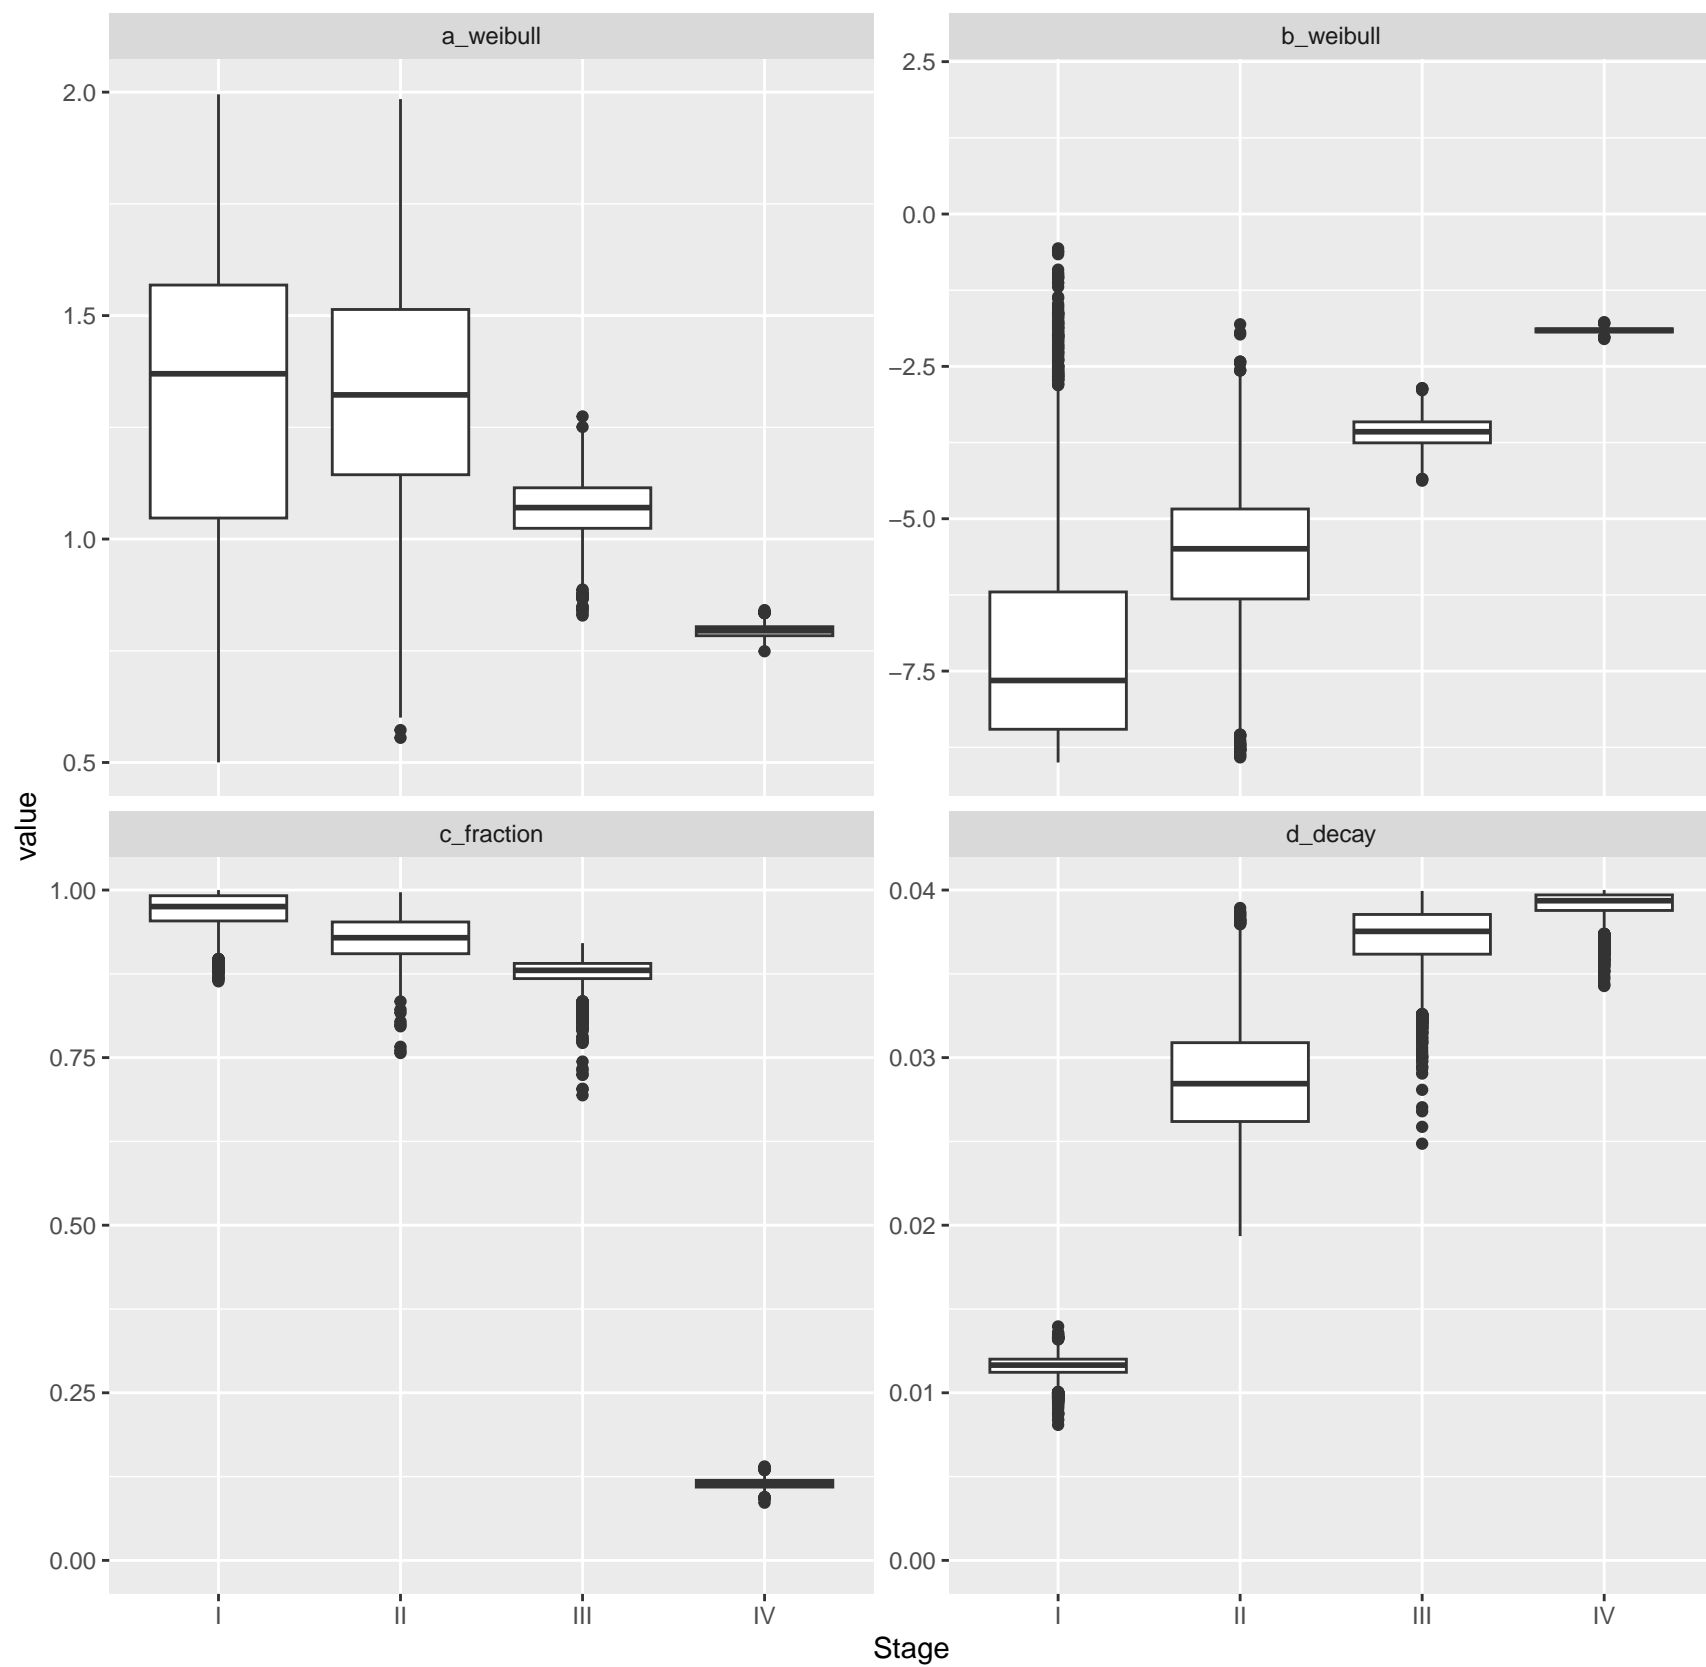 a_weibull
b_weibull
2.0
1.5
1.0
0.5
2.5
0.0
−2.5
−5.0
−7.5
value
c_fraction
d_decay
1.00
0.75
0.50
0.25
0.00
0.04
0.03
0.02
0.01
0.00
I II III IV
I II III IV
Stage